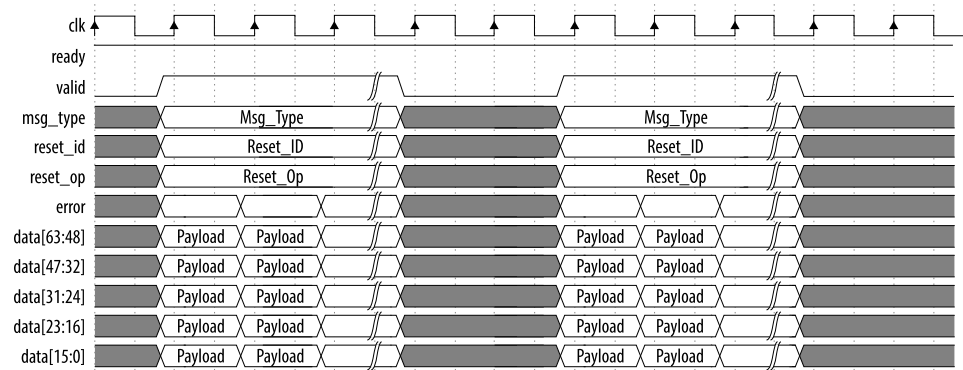 clk
ready
valid
msg_type Msg_Type Msg_Type
reset_id Reset_ID Reset_ID
reset_op Reset_Op Reset_Op
error
data[63:48] Payload Payload Payload Payload
data[47:32] Payload Payload Payload Payload
data[31:24] Payload Payload Payload Payload
data[23:16] Payload Payload Payload Payload
data[15:0] Payload Payload Payload Payload